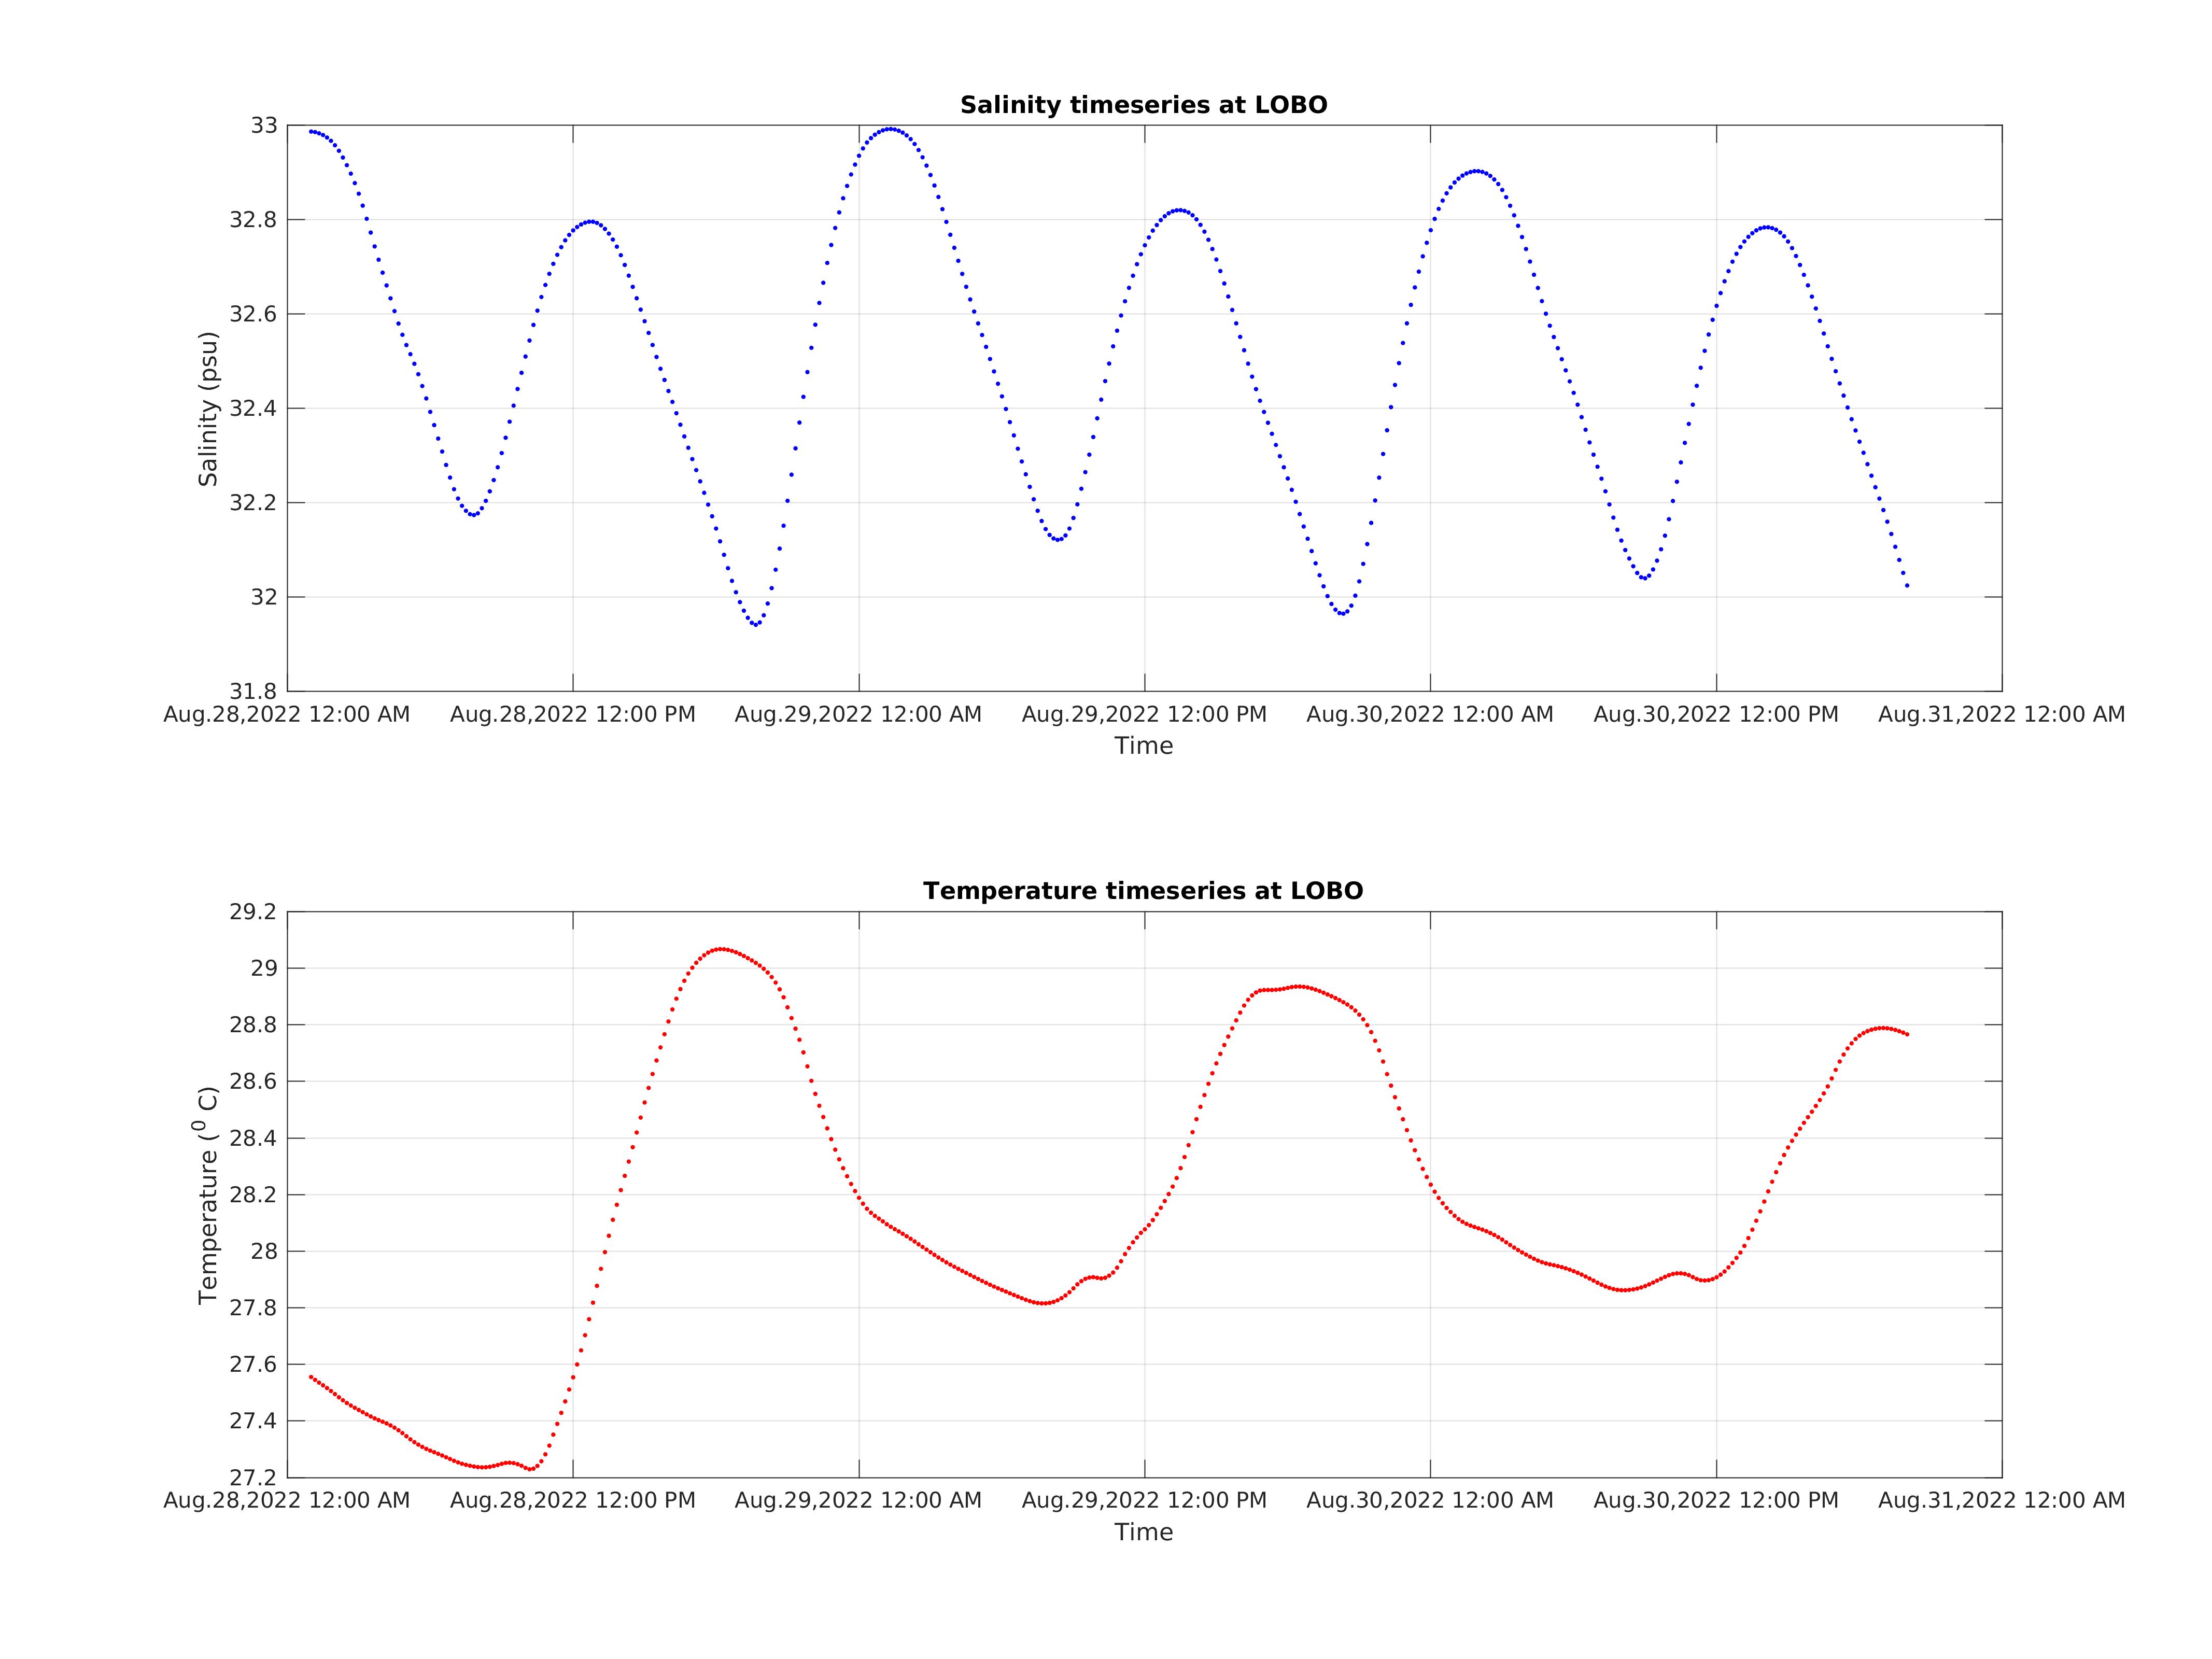 Salinity timeseries at LOBO
33
32.8
32.6
32.4
32.2
32
31.8
Salinity (psu)
Aug.28,2022 12:00 AM Aug.28,2022 12:00 PM Aug.29,2022 12:00 AM Aug.29,2022 12:00 PM Aug.30,2022 12:00 AM Aug.30,2022 12:00 PM Aug.31,2022 12:00 AM
Time
Temperature timeseries at LOBO
29.2
29
28.8
28.6
28.4
28.2
28
27.8
27.6
27.4
27.2
Temperature (⁰ C)
Aug.28,2022 12:00 AM Aug.28,2022 12:00 PM Aug.29,2022 12:00 AM Aug.29,2022 12:00 PM Aug.30,2022 12:00 AM Aug.30,2022 12:00 PM Aug.31,2022 12:00 AM
Time